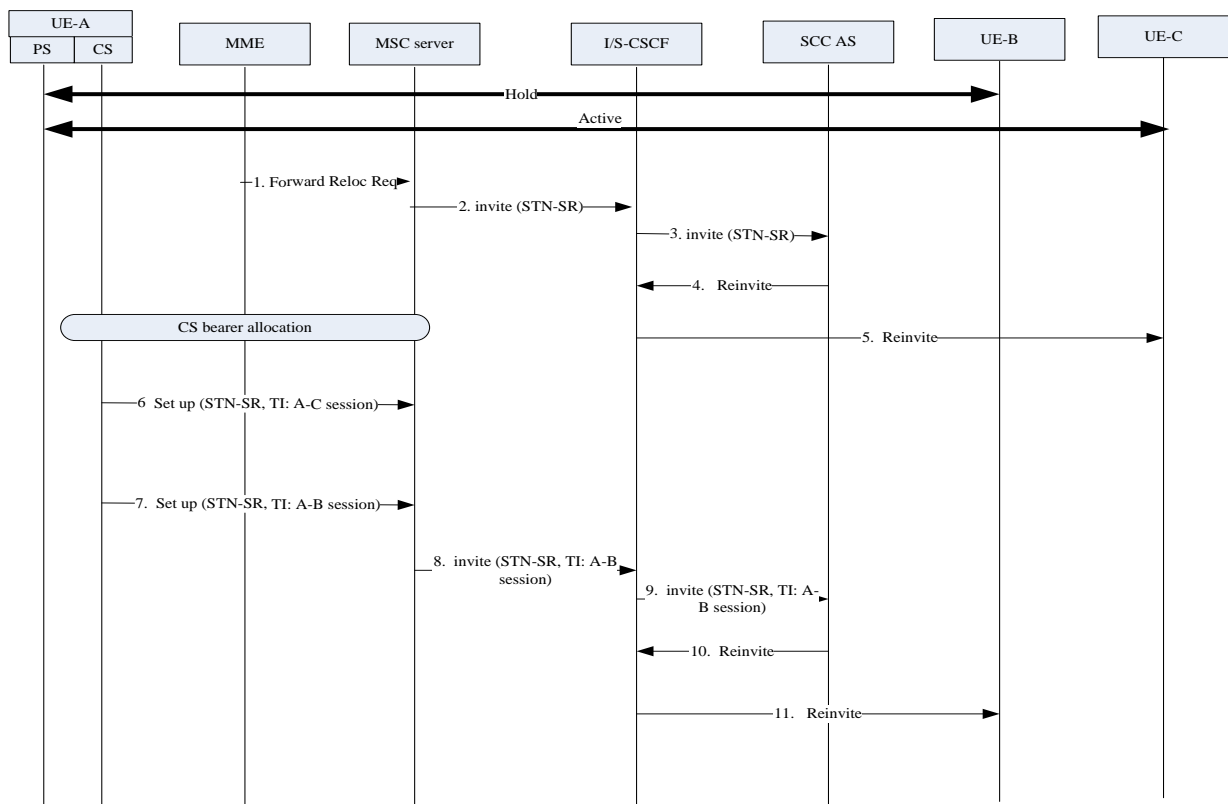 UE-A
PS CS
MME
MSC server
I/S-CSCF
SCC AS
UE-B
UE-C
Hold
Active
1. Forward Reloc Req
2. invite (STN-SR)
3. invite (STN-SR)
4. Reinvite
CS bearer allocation
5. Reinvite
6 Set up (STN-SR, TI: A-C session)
7. Set up (STN-SR, TI: A-B session)
8. invite (STN-SR, TI: A-B
session)
9. invite (STN-SR, TI: A-
B session)
10. Reinvite
11. Reinvite